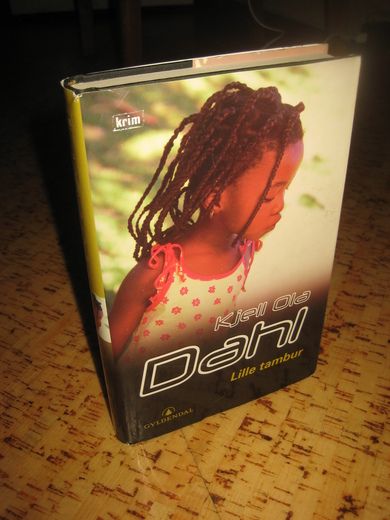 krim
Kjell Ola
Dahl
Lille tambur
GYLDENDAL